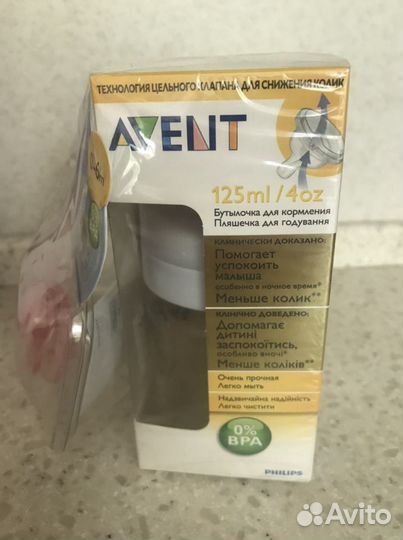 ТЕХНОЛОГИЯ ЦЕЛЬНОГО КЛАПАНА ДЛЯ СНИЖЕНИЯ КОЛИК
AVENT
125ml / 4oz
Бутылочка для кормления
Пляшечка для годування
КЛИНИЧЕСКИ ДОКАЗАНО:
Помогает
успокоить
малыша
особенно в ночное время*
Меньше колик**
КЛІНІЧНО ДОВЕДЕНО:
Допомагає
дитині
заспокоїтись,
особливо вночі*
Менше коліків**
Очень прочная
Легко мыть
Надзвичайна надійність
Легко чистити
0%
BPA
PHILIPS
Avito